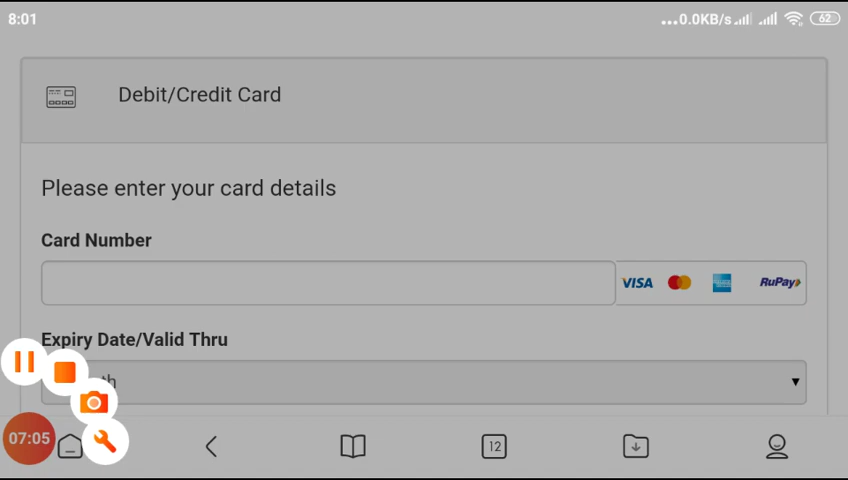 8:01
...0.0KB/s
62
Debit/Credit Card
Please enter your card details
Card Number
VISA
RuPay
Expiry Date/Valid Thru
th
07:05
12